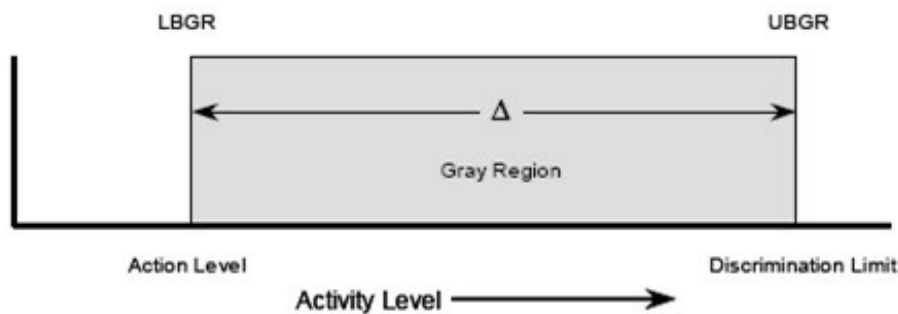 LBGR UBGR
Δ
Gray Region
Action Level Discrimination Limit
Activity Level